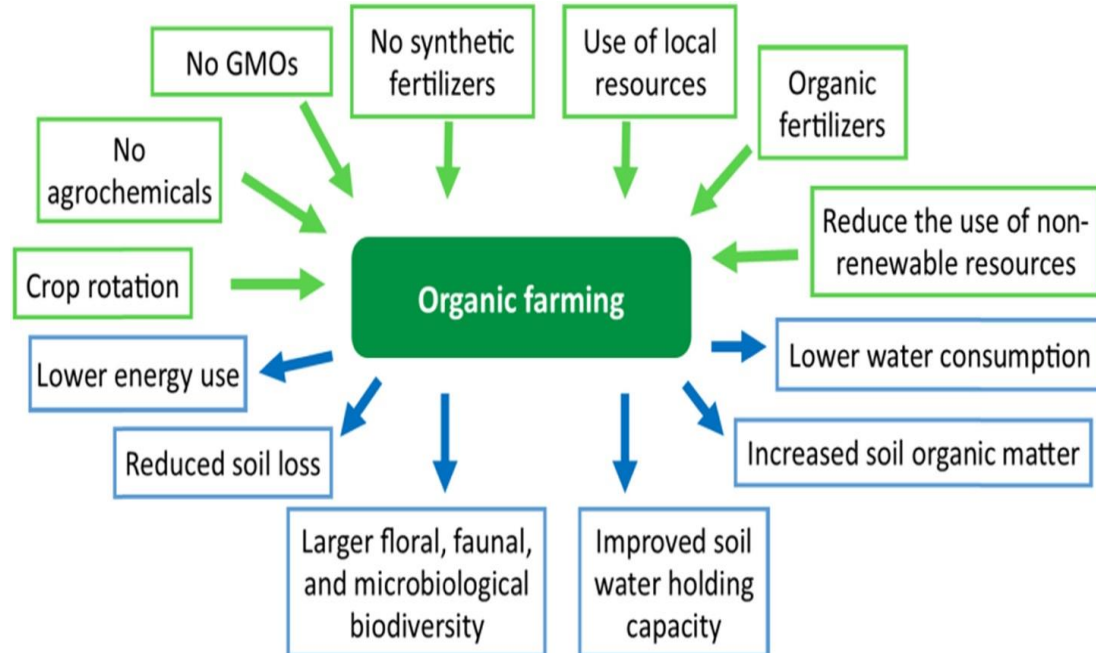 No GMOs
No synthetic
fertilizers
Use of local
resources
Organic
fertilizers
No
agrochemicals
Reduce the use of non-
renewable resources
Crop rotation
Organic farming
Lower energy use
Lower water consumption
Reduced soil loss
Increased soil organic matter
Larger floral, faunal,
and microbiological
biodiversity
Improved soil
water holding
capacity